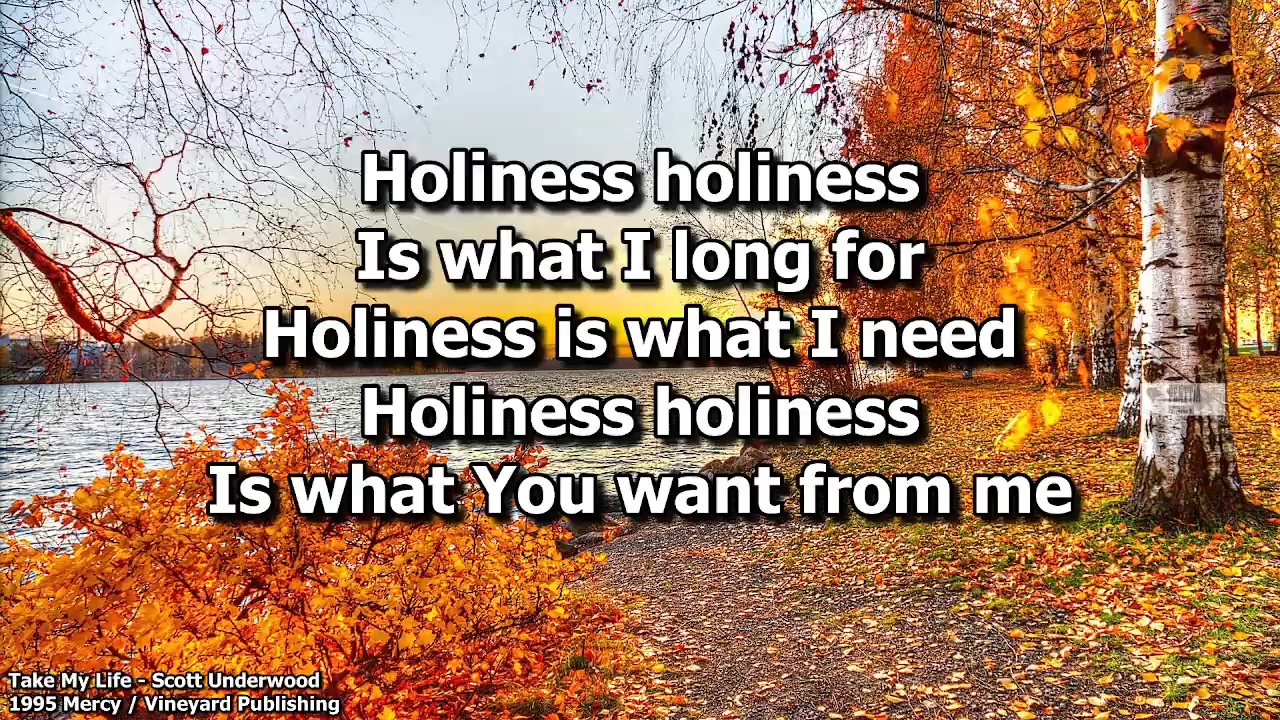 Holiness holiness
Is what I long for
Holiness is what I need
Holiness holiness
Is what You want from me
Take My Life - Scott Underwood
1995 Mercy / Vineyard Publishing